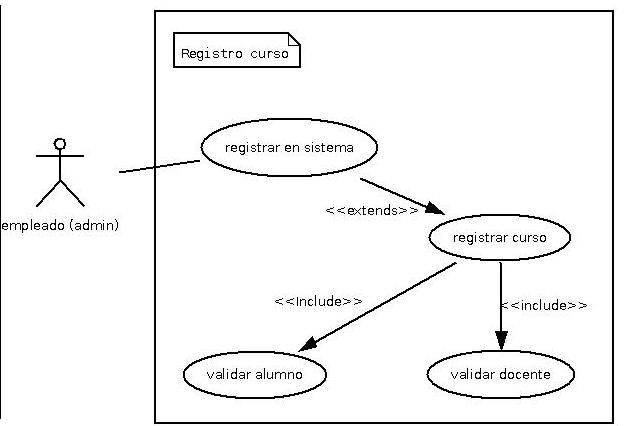 Registro curso
registrar en sistema
empleado (admin)
<<extends>>
registrar curso
<<Include>>
<<include>>
validar alumno
validar docente